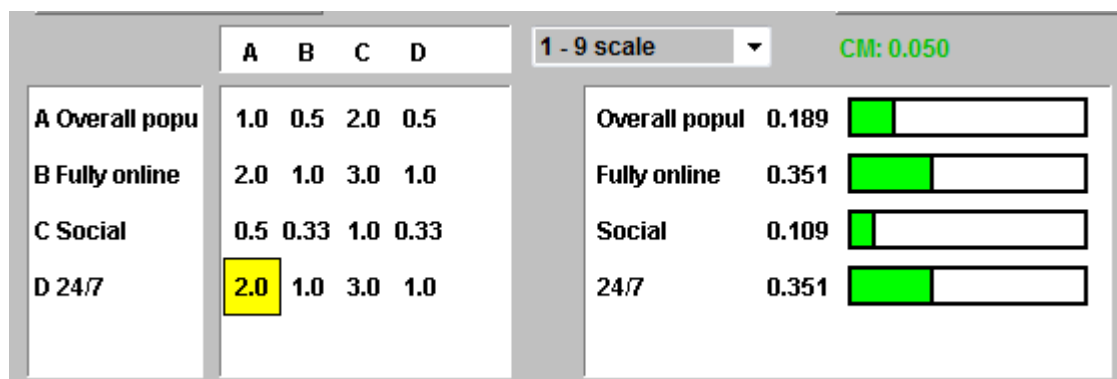 A B C D
1 - 9 scale
CM: 0.050
A Overall popu 1.0 0.5 2.0 0.5
Overall popul 0.189
B Fully online 2.0 1.0 3.0 1.0
Fully online 0.351
C Social 0.5 0.33 1.0 0.33
Social 0.109
D 24/7 2.0 1.0 3.0 1.0
24/7 0.351